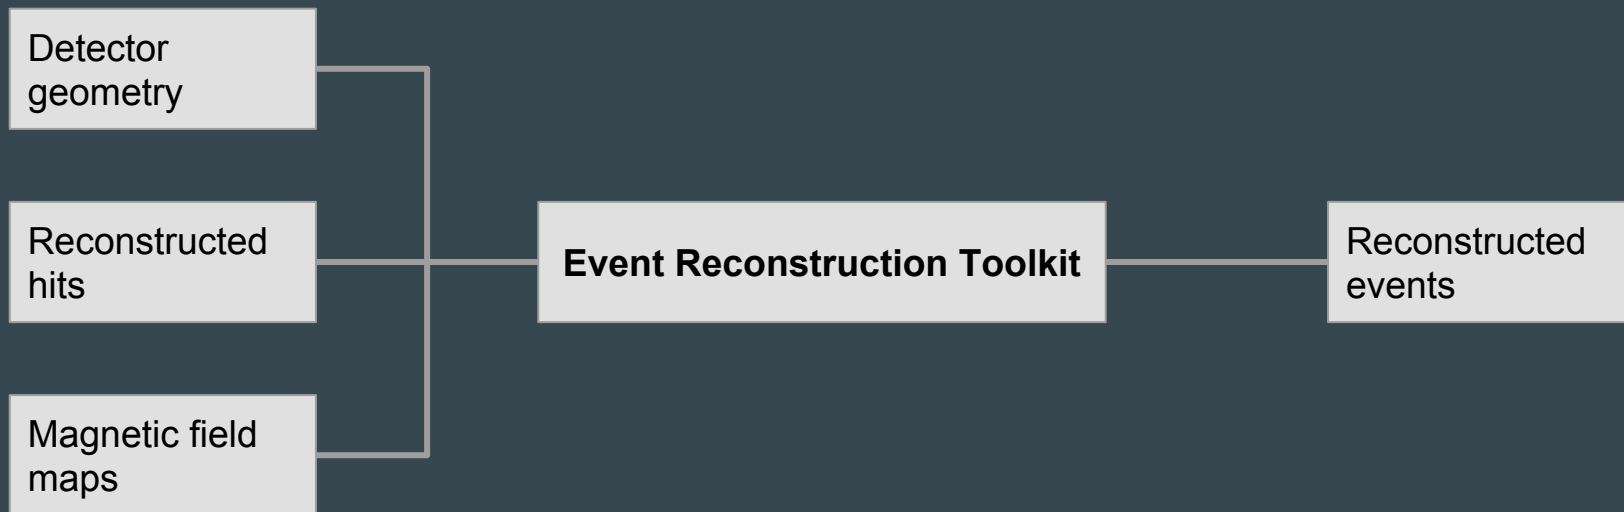 Detector
geometry
Reconstructed
hits
Event Reconstruction Toolkit
Reconstructed
events
Magnetic field
maps